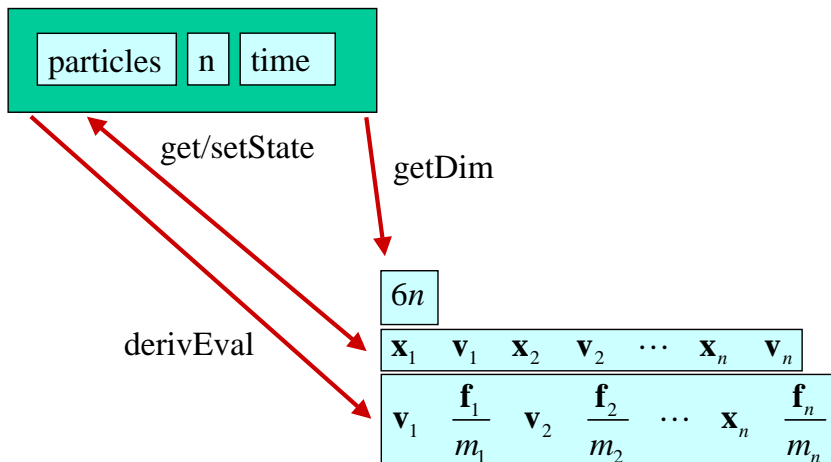 particles n time
get/setState
getDim
6n
derivEval
x₁ v₁ x₂ v₂ ⋯ xₙ vₙ
v₁ f₁/m₁ v₂ f₂/m₂ ⋯ xₙ fₙ/mₙ